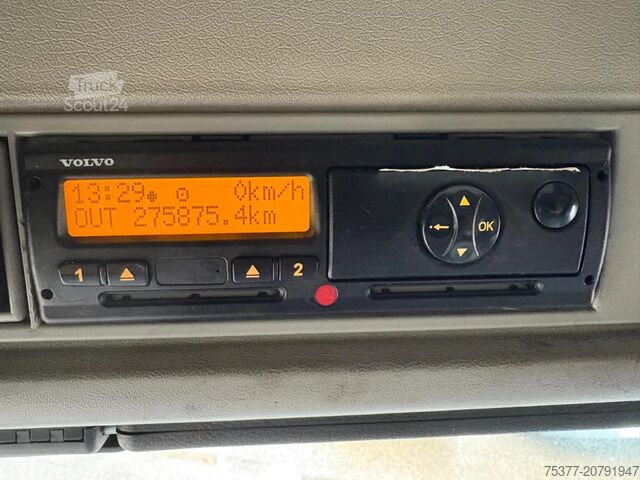 Truck
Scout24
VOLVO
13:29 0km/h
OUT 275875.4km
1 2
OK
75377-20791947